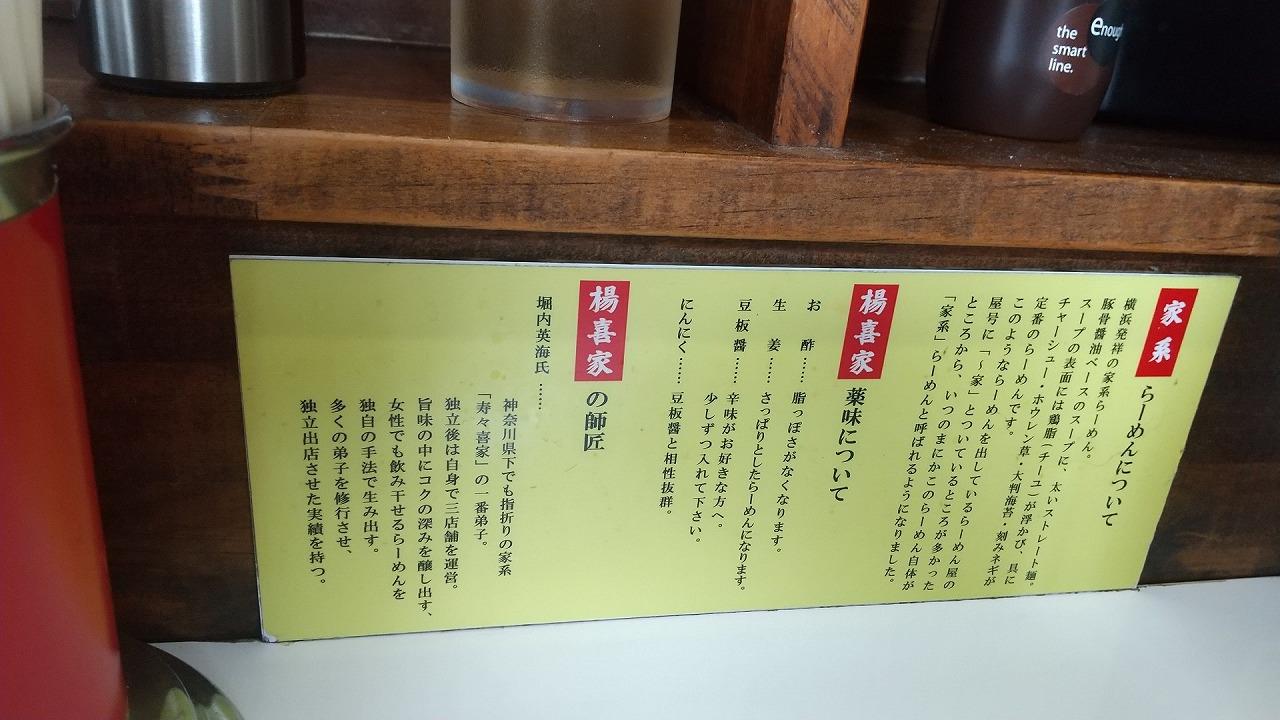 the
smart
line.
enough
家系 らーめんについて
横浜発祥の家系らーめん。
豚骨醤油ベースのスープに、太いストレート麺。
スープの表面には鶏脂(チーユ)が浮かび、具に
チャーシュー・ホウレン草・大判海苔・刻みネギが
定番のらーめんです。
このようならーめんを出しているらーめん屋の
屋号に「〜家」とついているところが多かった
ところから、いつのまにかこのらーめん自体が
「家系」らーめんと呼ばれるようになりました。
楊喜家 薬味について
お酢……脂っぽさがなくなります。
生姜……さっぱりとしたらーめんになります。
豆板醤……辛味がお好きな方へ。
少しずつ入れて下さい。
にんにく……豆板醤と相性抜群。
楊喜家の師匠
堀内英海氏………
神奈川県下でも指折りの家系
「寿々喜家」の一番弟子。
独立後は自身で三店舗を運営。
旨味の中にコクの深みを醸し出す、
女性でも飲み干せるらーめんを
独自の手法で生み出す。
多くの弟子を修行させ、
独立出店させた実績を持つ。